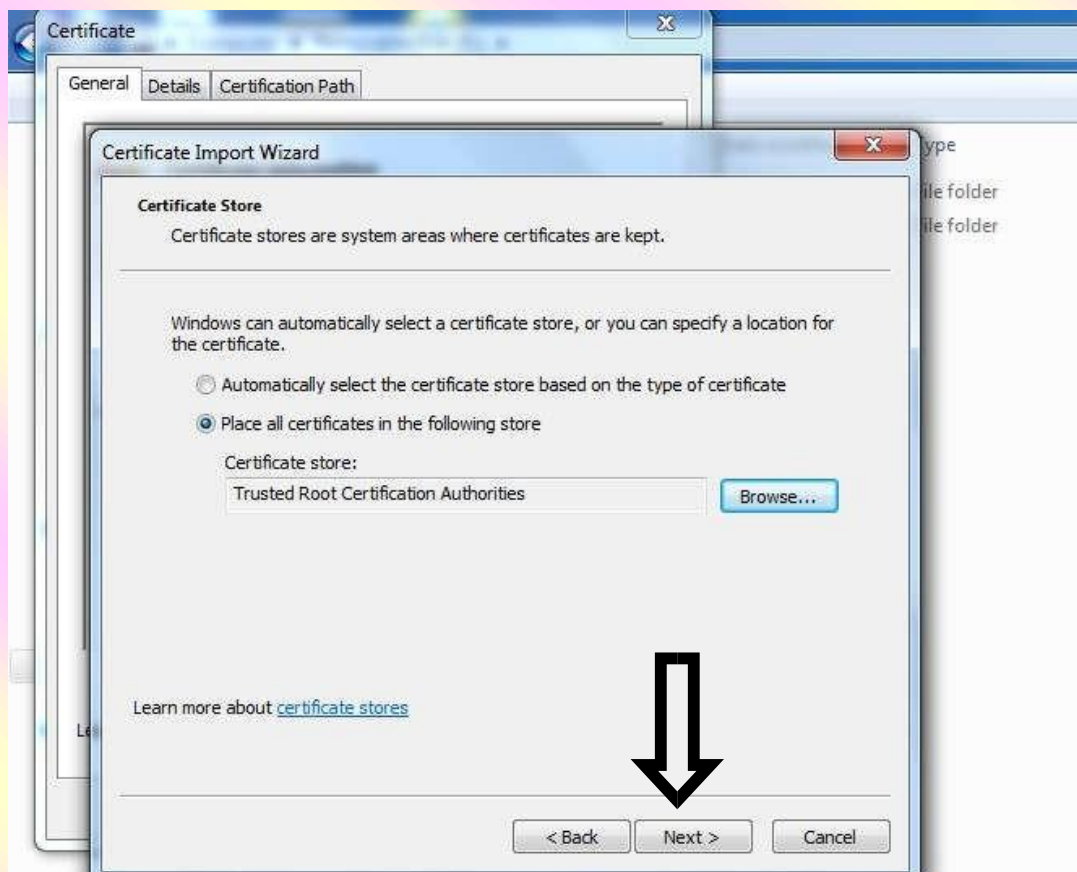 Certificate
General Details Certification Path
Certificate Import Wizard
Certificate Store
Certificate stores are system areas where certificates are kept.
Windows can automatically select a certificate store, or you can specify a location for
the certificate.
Automatically select the certificate store based on the type of certificate
Place all certificates in the following store
Certificate store:
Trusted Root Certification Authorities
Browse...
Learn more about certificate stores
< Back
Next >
Cancel
ype
ile folder
ile folder
Le